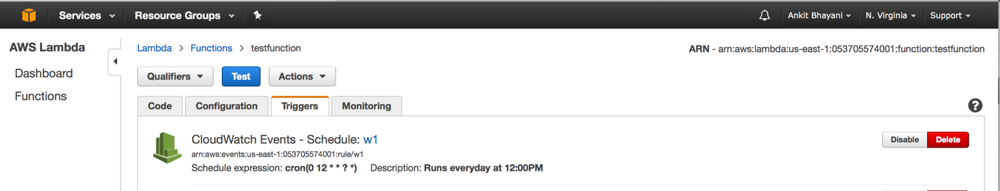 Services Resource Groups Ankit Bhayani N. Virginia Support
AWS Lambda
Dashboard
Functions
Lambda > Functions > testfunction
ARN - arn:aws:lambda:us-east-1:053705574001:function:testfunction
Qualifiers Test Actions
Code Configuration Triggers Monitoring
?
CloudWatch Events - Schedule: w1
Disable Delete
arn:aws:events:us-east-1:053705574001:rule/w1
Schedule expression: cron(0 12 * * ? *) Description: Runs everyday at 12:00PM